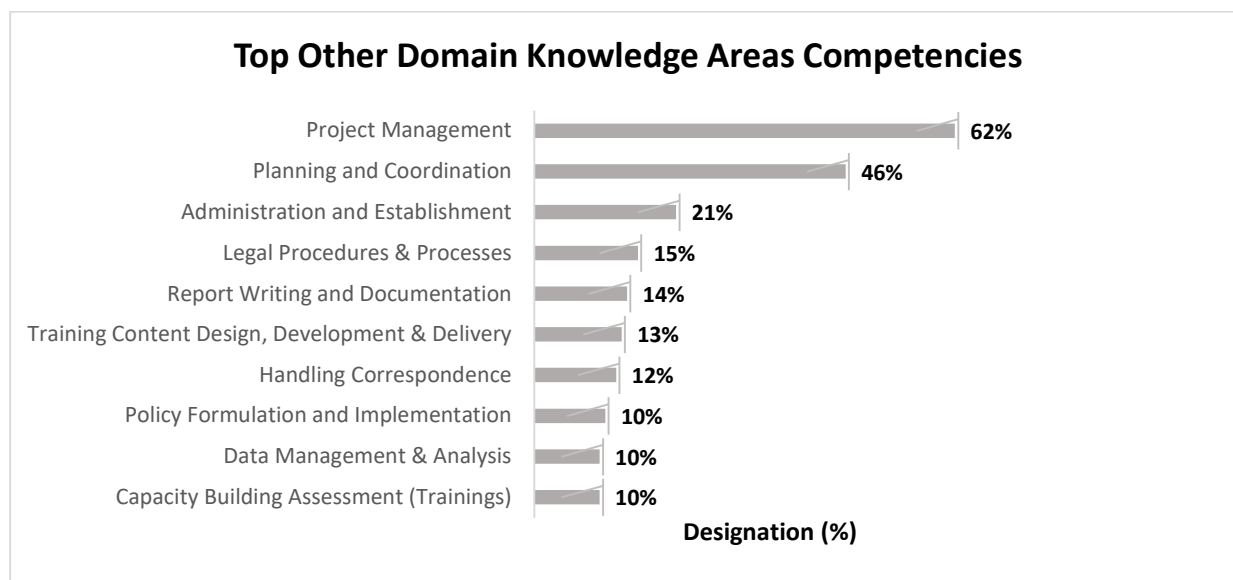 Top Other Domain Knowledge Areas Competencies
Project Management 62%
Planning and Coordination 46%
Administration and Establishment 21%
Legal Procedures & Processes 15%
Report Writing and Documentation 14%
Training Content Design, Development & Delivery 13%
Handling Correspondence 12%
Policy Formulation and Implementation 10%
Data Management & Analysis 10%
Capacity Building Assessment (Trainings) 10%
Designation (%)